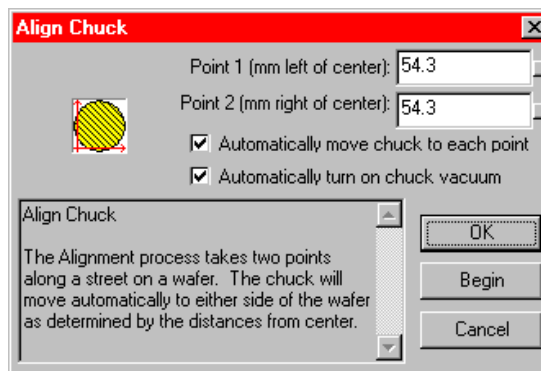 Align Chuck
Point 1 (mm left of center): 54.3
Point 2 (mm right of center): 54.3
Automatically move chuck to each point
Automatically turn on chuck vacuum
Align Chuck
The Alignment process takes two points
along a street on a wafer. The chuck will
move automatically to either side of the wafer
as determined by the distances from center.
OK
Begin
Cancel